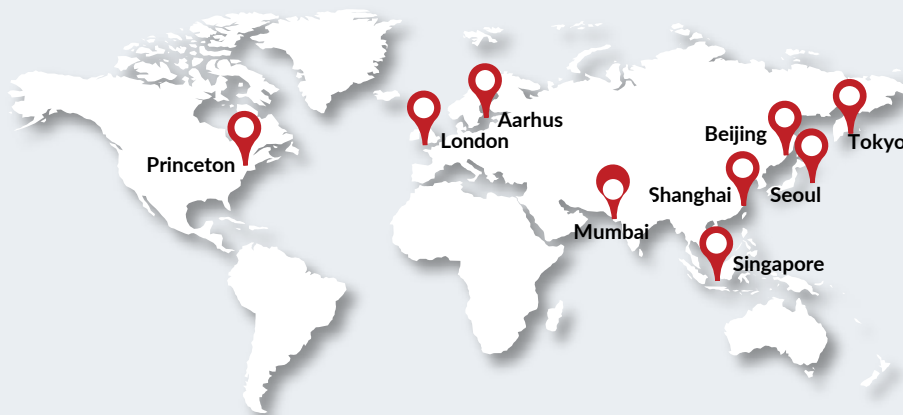 Aarhus
London
Beijing
Tokyo
Princeton
Shanghai
Seoul
Mumbai
Singapore